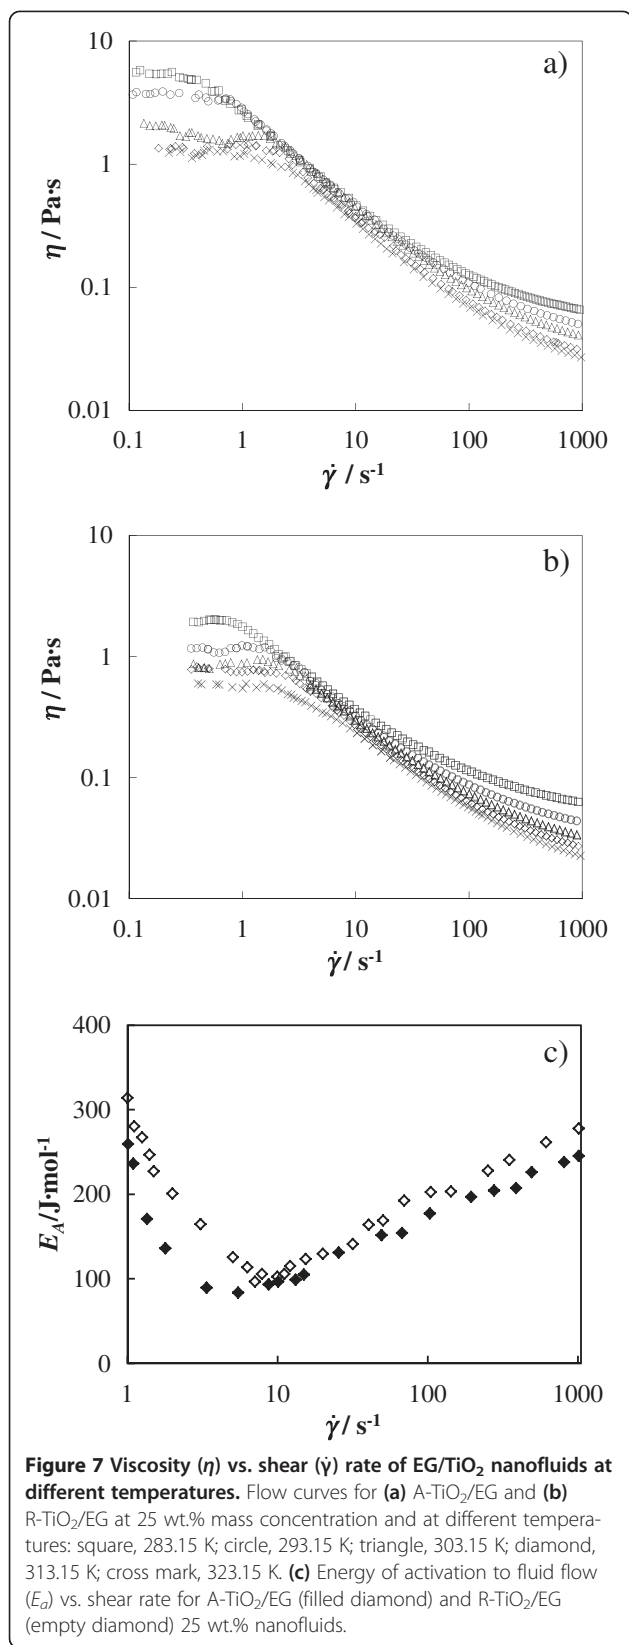 10
1
0.1
0.01
η / Pa·s
a)
0.1 1 10 100 1000
γ̇ / s-1
10
1
0.1
0.01
η / Pa·s
b)
0.1 1 10 100 1000
γ̇ / s-1
400
300
200
100
0
E_A/J·mol-1
c)
1 10 100 1000
γ̇ / s-1
Figure 7 Viscosity (η) vs. shear (γ̇) rate of EG/TiO₂ nanofluids at
different temperatures. Flow curves for (a) A-TiO₂/EG and (b)
R-TiO₂/EG at 25 wt.% mass concentration and at different tempera-
tures: square, 283.15 K; circle, 293.15 K; triangle, 303.15 K; diamond,
313.15 K; cross mark, 323.15 K. (c) Energy of activation to fluid flow
(Eₐ) vs. shear rate for A-TiO₂/EG (filled diamond) and R-TiO₂/EG
(empty diamond) 25 wt.% nanofluids.